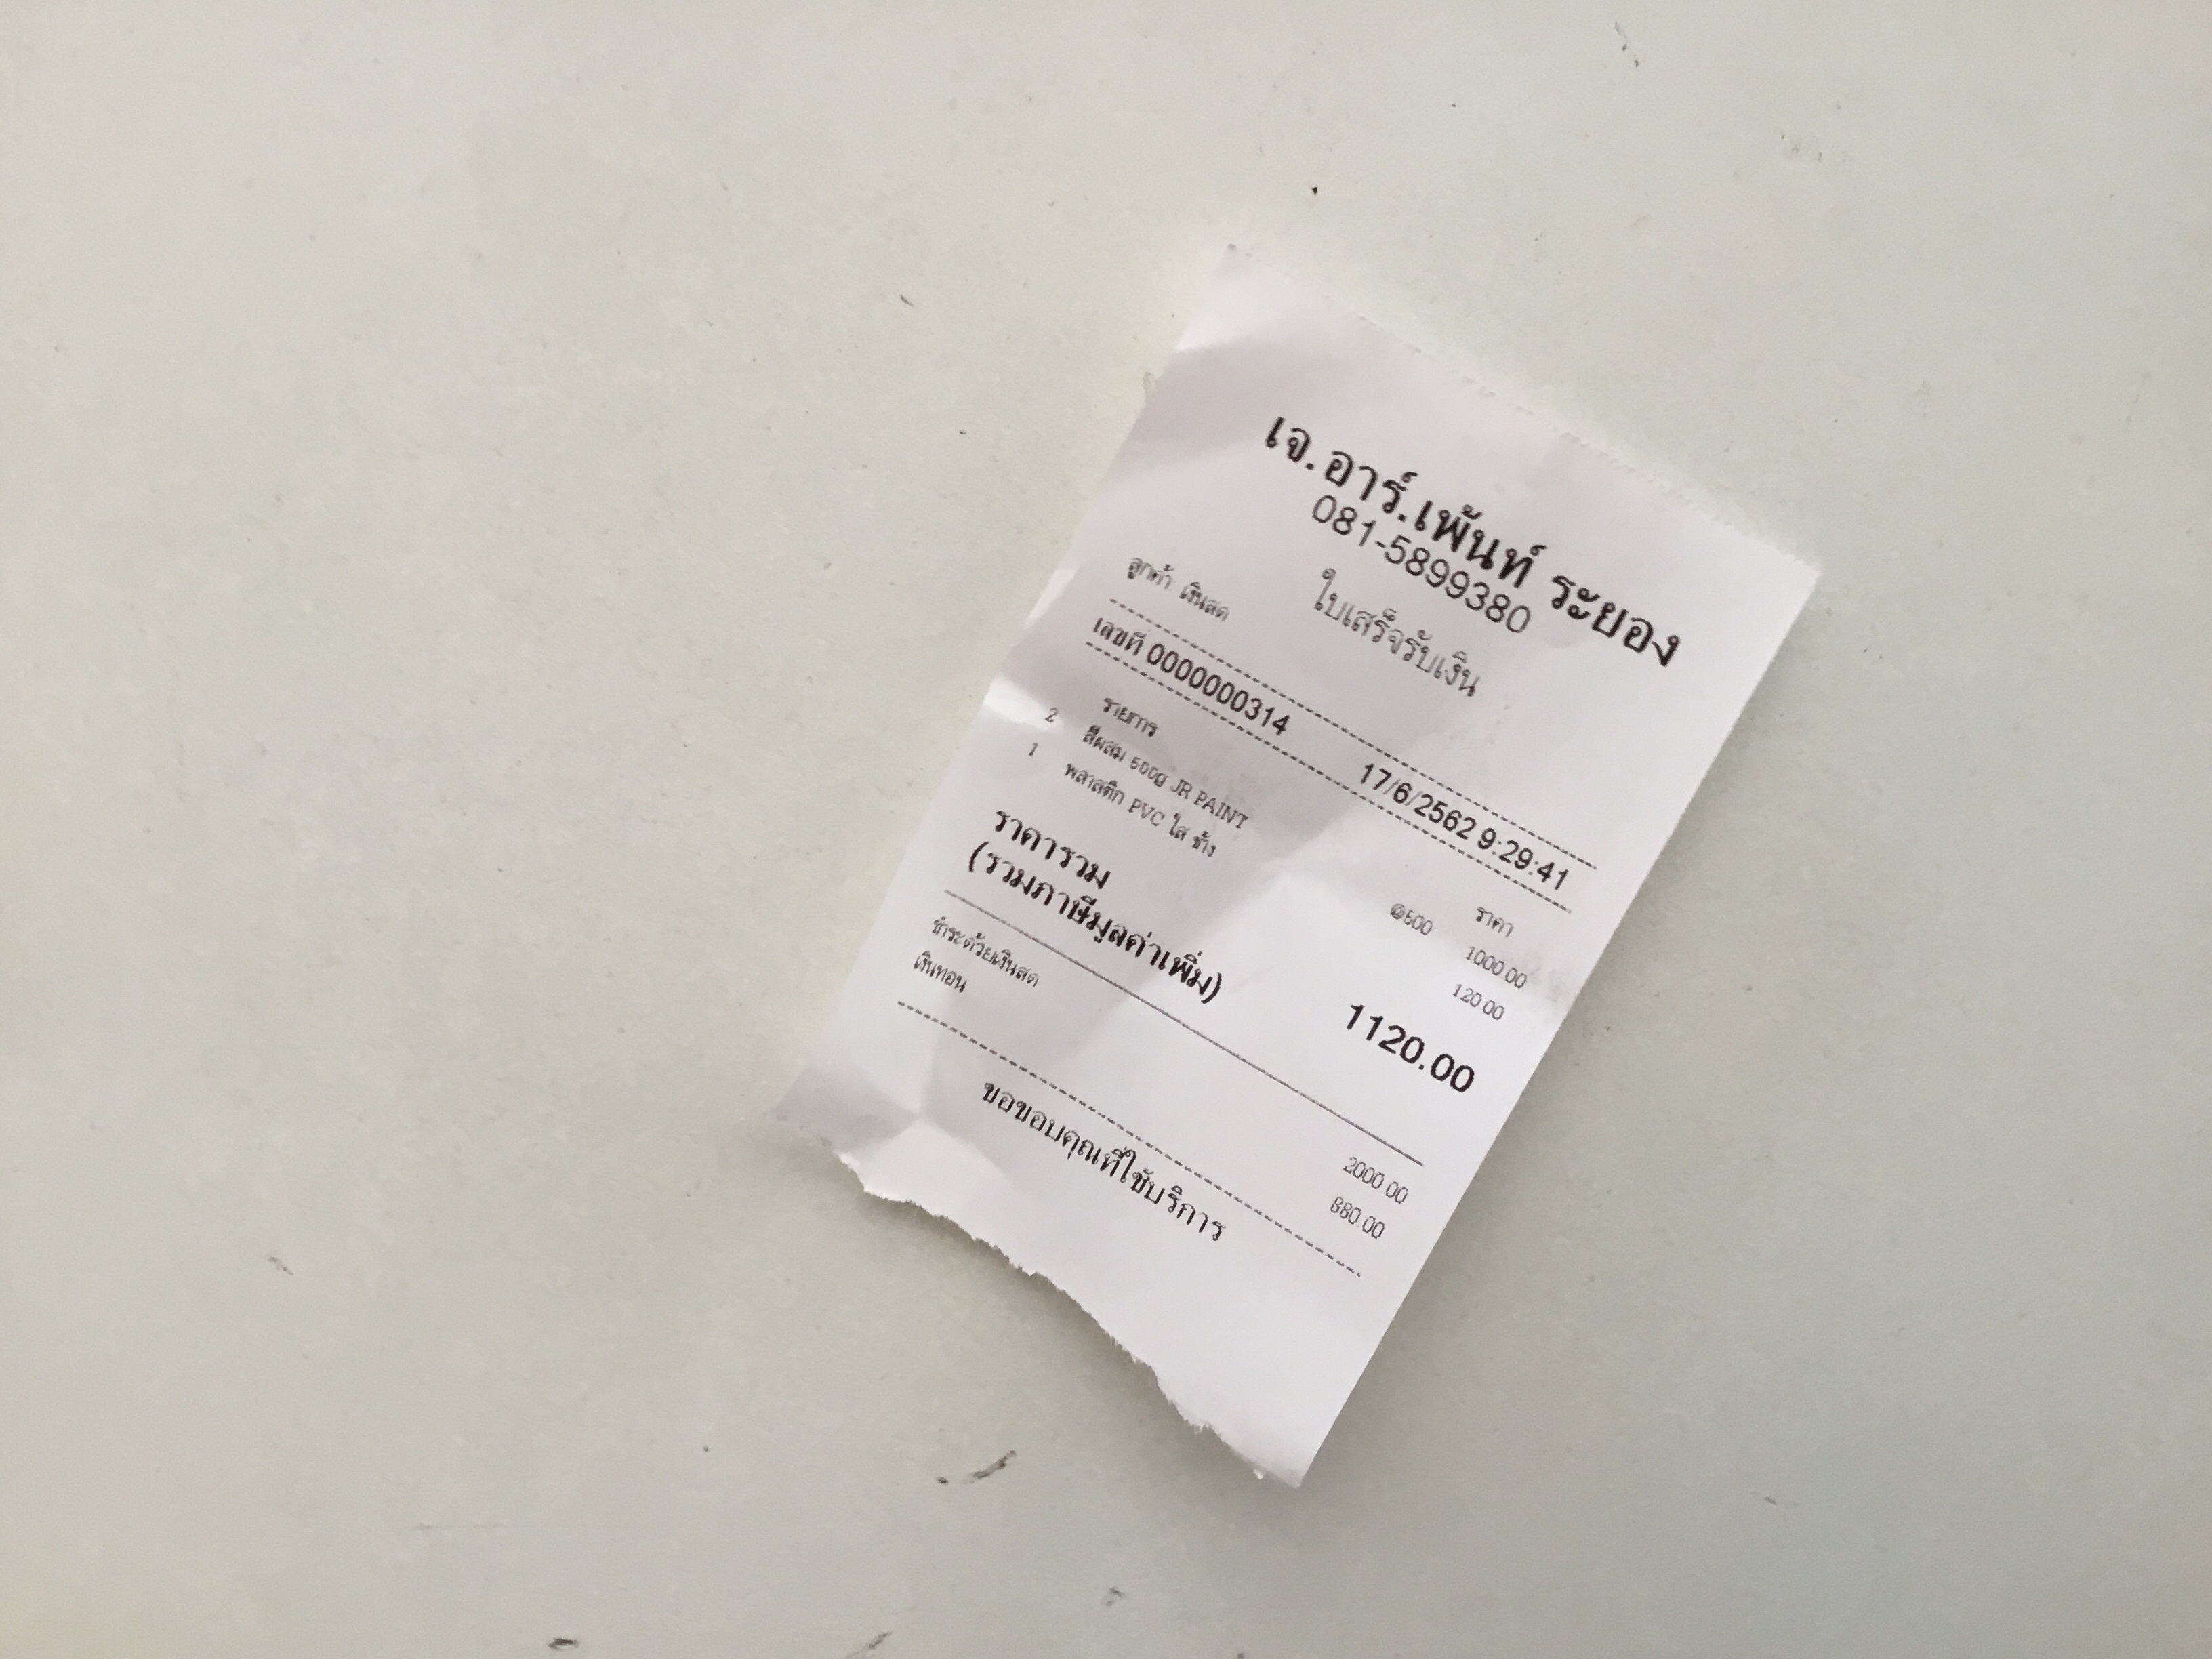 เจ.อาร์.เพ้นท์ ระยอง
081-5899380
ใบเสร็จรับเงิน
ลูกค้า เงินสด
เลขที่ 0000000314 17/6/2562 9:29:41
รายการ ราคา
2 สีผสม 500g JR PAINT @500 1000.00
1 พลาสติก PVC ใส ช้าง 120.00
ราคารวม 1120.00
(รวมภาษีมูลค่าเพิ่ม)
ชำระด้วยเงินสด 2000.00
เงินทอน 880.00
ขอขอบคุณที่ใช้บริการ